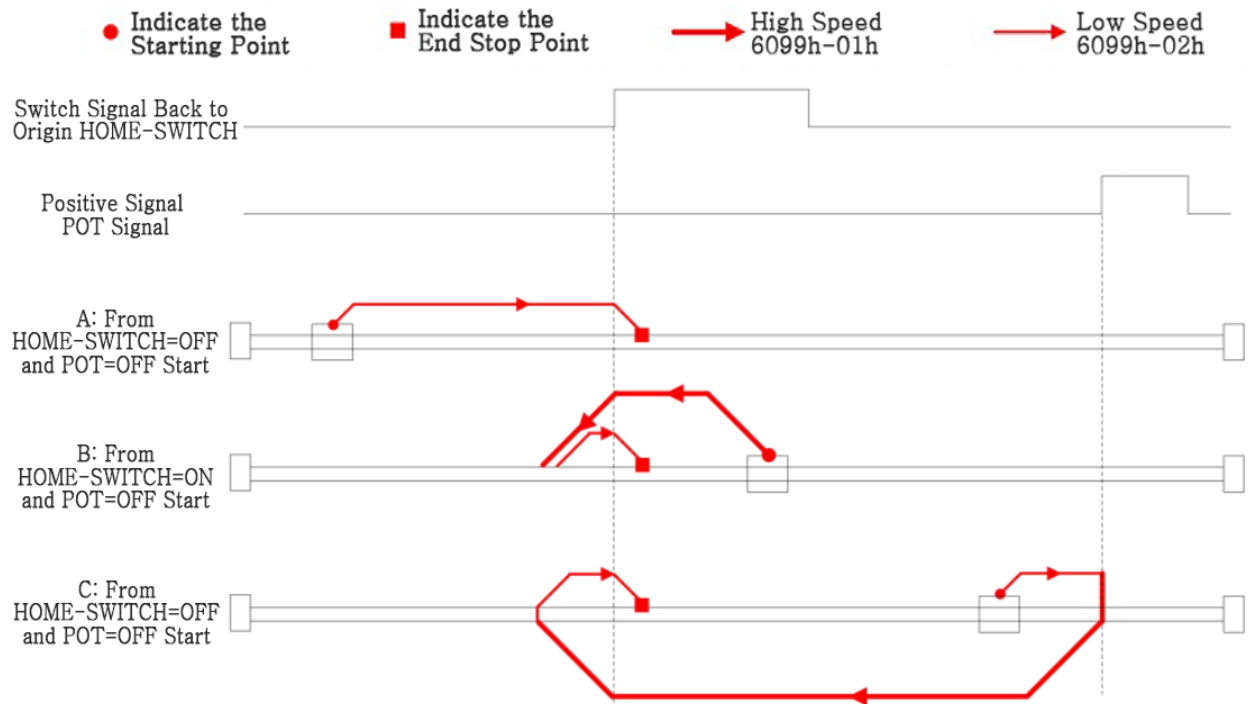 Indicate the
Starting Point
Indicate the
End Stop Point
High Speed
6099h-01h
Low Speed
6099h-02h
Switch Signal Back to
Origin HOME-SWITCH
Positive Signal
POT Signal
A: From
HOME-SWITCH=OFF
and POT=OFF Start
B: From
HOME-SWITCH=ON
and POT=OFF Start
C: From
HOME-SWITCH=OFF
and POT=OFF Start